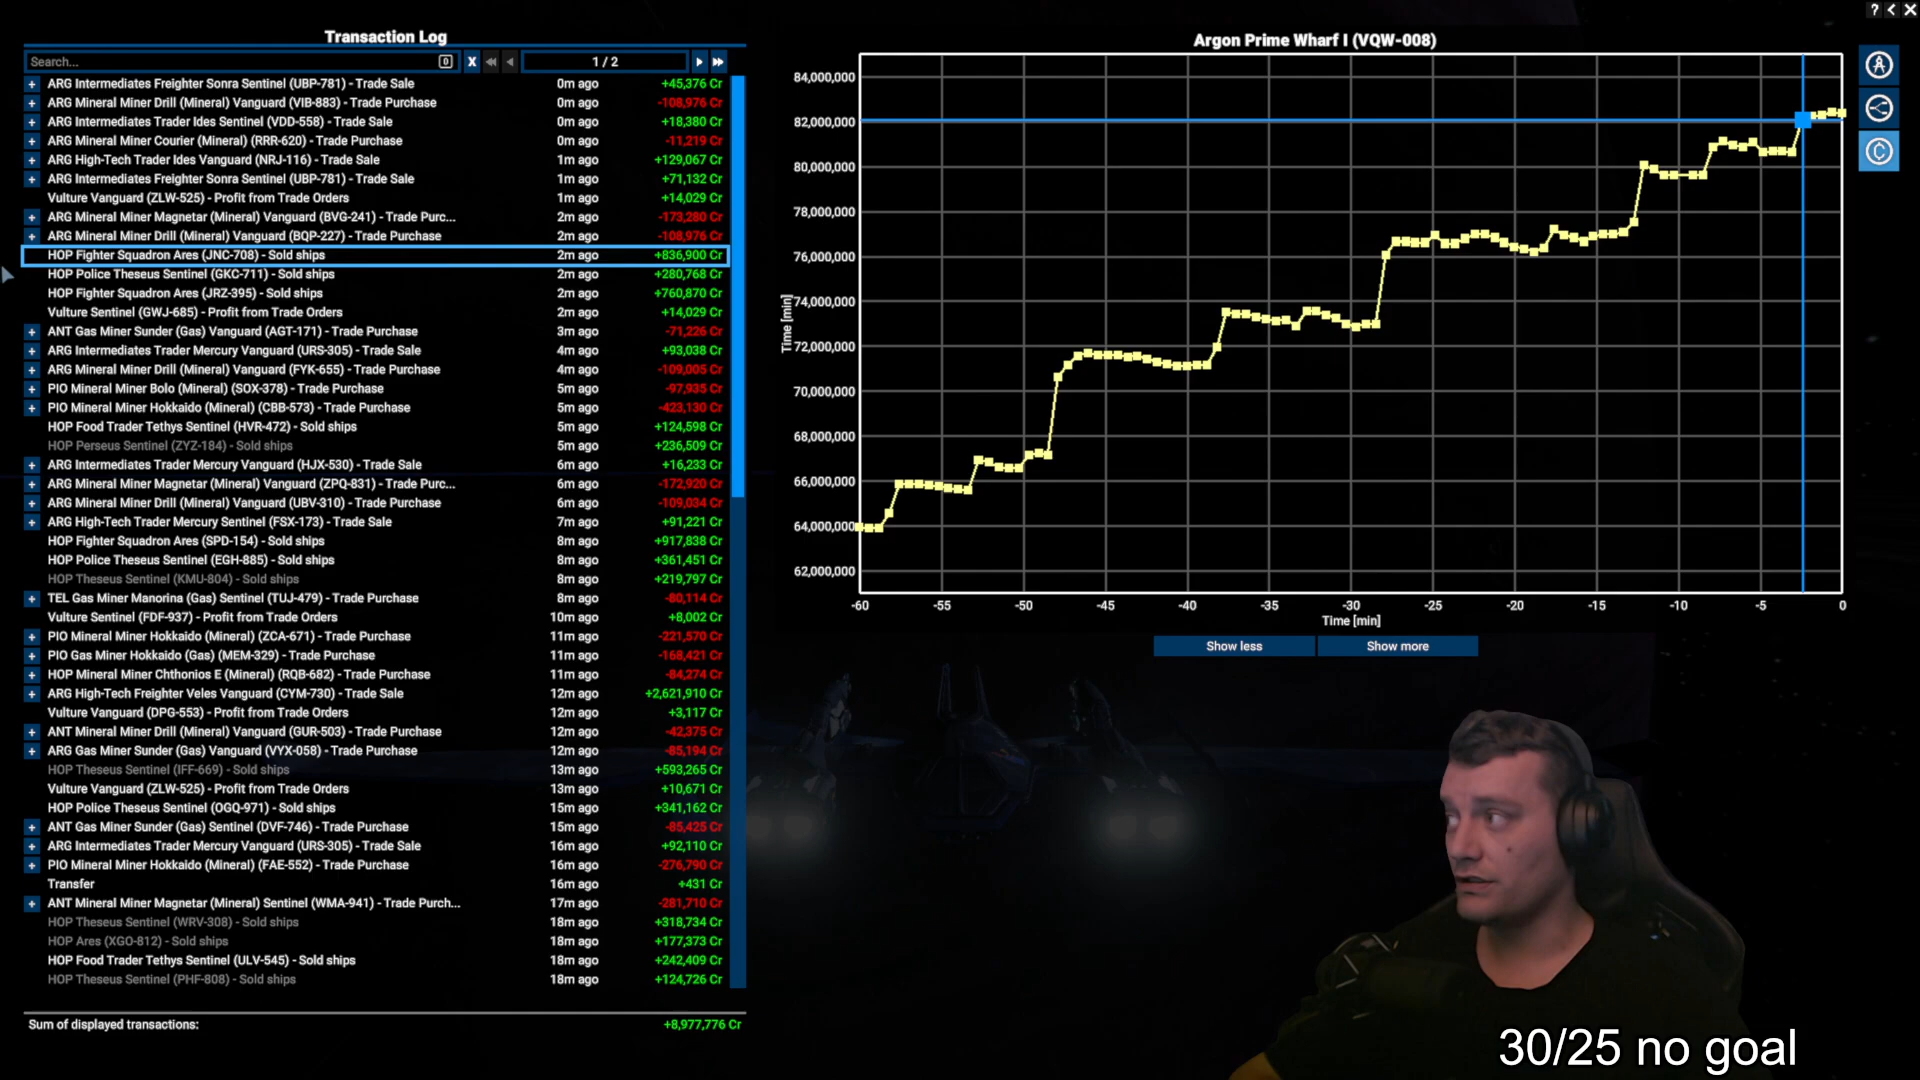 Transaction Log
Search...
0
X
1 / 2
ARG Intermediates Freighter Sonra Sentinel (UBP-781) - Trade Sale 0m ago +45,376 Cr
ARG Mineral Miner Drill (Mineral) Vanguard (VIB-883) - Trade Purchase 0m ago -108,976 Cr
ARG Intermediates Trader Ides Sentinel (VDD-558) - Trade Sale 0m ago +18,380 Cr
ARG Mineral Miner Courier (Mineral) (RRR-620) - Trade Purchase 0m ago -11,219 Cr
ARG High-Tech Trader Ides Vanguard (NRJ-116) - Trade Sale 1m ago +129,067 Cr
ARG Intermediates Freighter Sonra Sentinel (UBP-781) - Trade Sale 1m ago +71,132 Cr
Vulture Vanguard (ZLW-525) - Profit from Trade Orders 1m ago +14,029 Cr
ARG Mineral Miner Magnetar (Mineral) Vanguard (BVG-241) - Trade Purc... 2m ago -173,280 Cr
ARG Mineral Miner Drill (Mineral) Vanguard (BQP-227) - Trade Purchase 2m ago -108,976 Cr
HOP Fighter Squadron Ares (JNC-708) - Sold ships 2m ago +836,900 Cr
HOP Police Theseus Sentinel (GKC-711) - Sold ships 2m ago +280,768 Cr
HOP Fighter Squadron Ares (JRZ-395) - Sold ships 2m ago +760,870 Cr
Vulture Sentinel (GWJ-685) - Profit from Trade Orders 2m ago +14,029 Cr
ANT Gas Miner Sunder (Gas) Vanguard (AGT-171) - Trade Purchase 3m ago -71,226 Cr
ARG Intermediates Trader Mercury Vanguard (URS-305) - Trade Sale 4m ago +93,038 Cr
ARG Mineral Miner Drill (Mineral) Vanguard (FYK-655) - Trade Purchase 4m ago -109,005 Cr
PIO Mineral Miner Bolo (Mineral) (SOX-378) - Trade Purchase 5m ago -97,935 Cr
PIO Mineral Miner Hokkaido (Mineral) (CBB-573) - Trade Purchase 5m ago -423,130 Cr
HOP Food Trader Tethys Sentinel (HVR-472) - Sold ships 5m ago +124,598 Cr
HOP Perseus Sentinel (ZYZ-184) - Sold ships 5m ago +236,509 Cr
ARG Intermediates Trader Mercury Vanguard (HJX-530) - Trade Sale 6m ago +16,233 Cr
ARG Mineral Miner Magnetar (Mineral) Vanguard (ZPQ-831) - Trade Purc... 6m ago -172,920 Cr
ARG Mineral Miner Drill (Mineral) Vanguard (UBV-310) - Trade Purchase 6m ago -109,034 Cr
ARG High-Tech Trader Mercury Sentinel (FSX-173) - Trade Sale 7m ago +91,221 Cr
HOP Fighter Squadron Ares (SPD-154) - Sold ships 8m ago +917,838 Cr
HOP Police Theseus Sentinel (EGH-885) - Sold ships 8m ago +361,451 Cr
HOP Theseus Sentinel (KMU-804) - Sold ships 8m ago +219,797 Cr
TEL Gas Miner Manorina (Gas) Sentinel (TUJ-479) - Trade Purchase 8m ago -80,114 Cr
Vulture Sentinel (FDF-937) - Profit from Trade Orders 10m ago +8,002 Cr
PIO Mineral Miner Hokkaido (Mineral) (ZCA-671) - Trade Purchase 11m ago -221,570 Cr
PIO Gas Miner Hokkaido (Gas) (MEM-329) - Trade Purchase 11m ago -168,421 Cr
HOP Mineral Miner Chthonios E (Mineral) (RQB-682) - Trade Purchase 11m ago -84,274 Cr
ARG High-Tech Freighter Veles Vanguard (CYM-730) - Trade Sale 12m ago +2,621,910 Cr
Vulture Vanguard (DPG-553) - Profit from Trade Orders 12m ago +3,117 Cr
ANT Mineral Miner Drill (Mineral) Vanguard (GUR-503) - Trade Purchase 12m ago -42,375 Cr
ARG Gas Miner Sunder (Gas) Vanguard (VYX-058) - Trade Purchase 12m ago -85,194 Cr
HOP Theseus Sentinel (IFF-669) - Sold ships 13m ago +593,265 Cr
Vulture Vanguard (ZLW-525) - Profit from Trade Orders 13m ago +10,671 Cr
HOP Police Theseus Sentinel (OGQ-971) - Sold ships 15m ago +341,162 Cr
ANT Gas Miner Sunder (Gas) Sentinel (DVF-746) - Trade Purchase 15m ago -85,425 Cr
ARG Intermediates Trader Mercury Vanguard (URS-305) - Trade Sale 16m ago +92,110 Cr
PIO Mineral Miner Hokkaido (Mineral) (FAE-552) - Trade Purchase 16m ago -276,790 Cr
Transfer 16m ago +431 Cr
ANT Mineral Miner Magnetar (Mineral) Sentinel (WMA-941) - Trade Purch... 17m ago -281,710 Cr
HOP Theseus Sentinel (WRV-308) - Sold ships 18m ago +318,734 Cr
HOP Ares (XGO-812) - Sold ships 18m ago +177,373 Cr
HOP Food Trader Tethys Sentinel (ULV-545) - Sold ships 18m ago +242,409 Cr
HOP Theseus Sentinel (PHF-808) - Sold ships 18m ago +124,726 Cr
Sum of displayed transactions: +8,977,776 Cr
Argon Prime Wharf I (VQW-008)
84,000,000
82,000,000
80,000,000
78,000,000
76,000,000
74,000,000
72,000,000
70,000,000
68,000,000
66,000,000
64,000,000
62,000,000
Time [min]
-60 -55 -50 -45 -40 -35 -30 -25 -20 -15 -10 -5 0
Time [min]
Show less
Show more
30/25 no goal